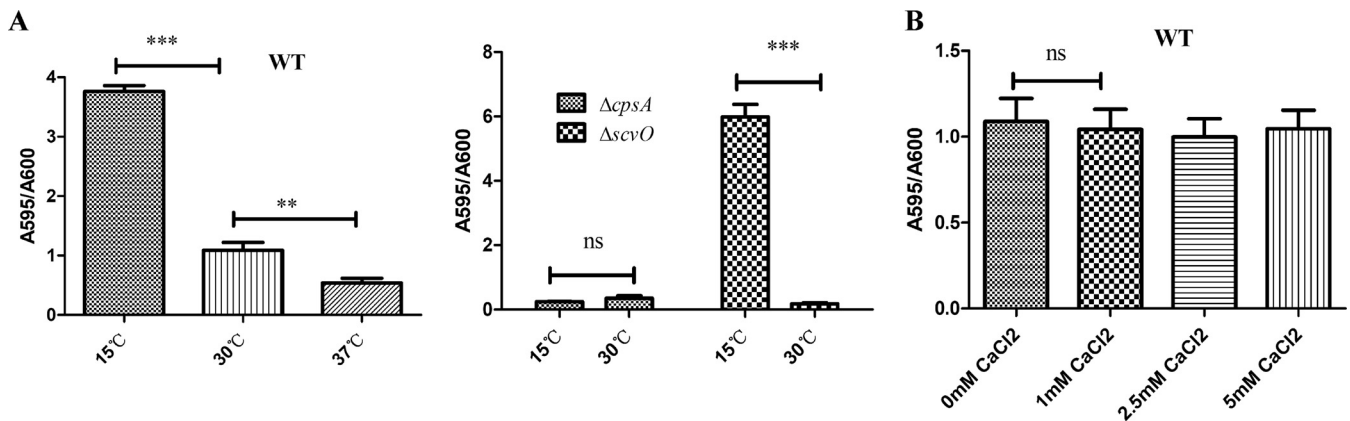 A
WT
***
**
A595/A600
4
3
2
1
0
15℃
30℃
37℃
***
ns
ΔcpsA
ΔscvO
A595/A600
8
6
4
2
0
15℃
30℃
15℃
30℃
B
WT
ns
A595/A600
1.5
1.0
0.5
0.0
0mM CaCl2
1mM CaCl2
2.5mM CaCl2
5mM CaCl2